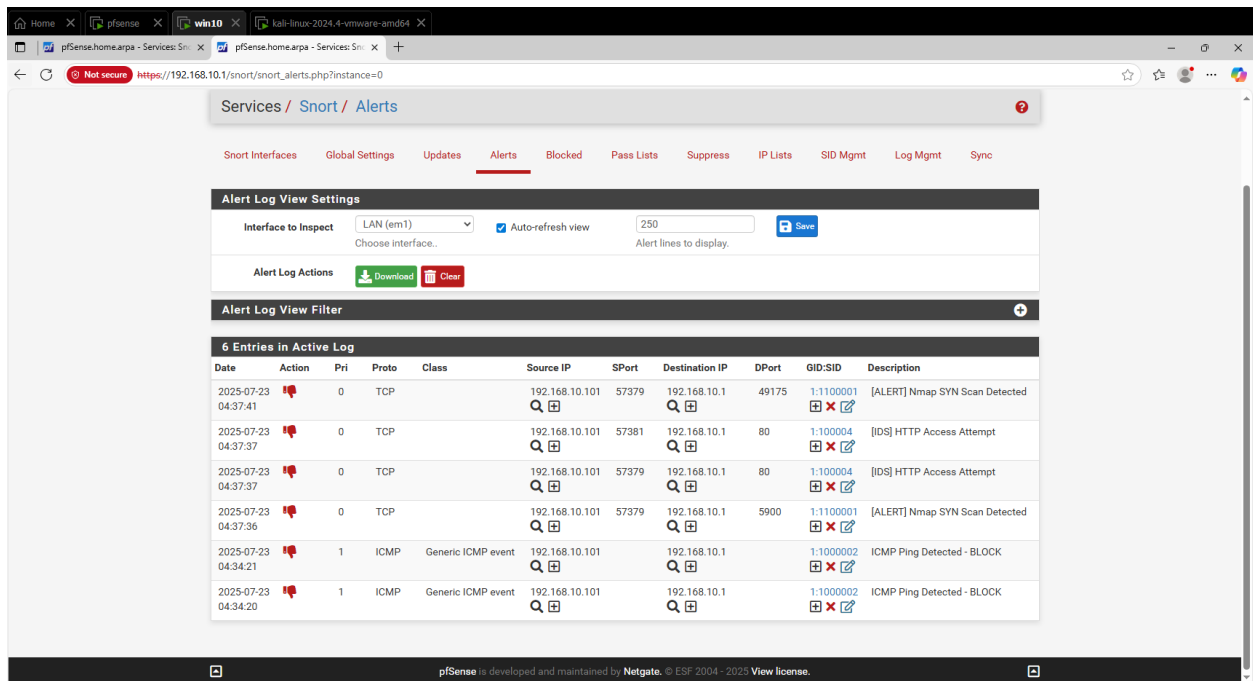 Home pfsense win10 kali-linux-2024.4-vmware-amd64
pfSense.home.arpa - Services: Sn pfSense.home.arpa - Services: Sn
Not secure https://192.168.10.1/snort/snort_alerts.php?instance=0
Services / Snort / Alerts
Snort Interfaces Global Settings Updates Alerts Blocked Pass Lists Suppress IP Lists SID Mgmt Log Mgmt Sync
Alert Log View Settings
Interface to Inspect LAN (em1) Auto-refresh view 250 Save
Choose interface.. Alert lines to display.
Alert Log Actions Download Clear
Alert Log View Filter
6 Entries in Active Log
Date Action Pri Proto Class Source IP SPort Destination IP DPort GID:SID Description
2025-07-23 0 TCP 192.168.10.101 57379 192.168.10.1 49175 1:1100001 [ALERT] Nmap SYN Scan Detected
04:37:41
2025-07-23 0 TCP 192.168.10.101 57381 192.168.10.1 80 1:100004 [IDS] HTTP Access Attempt
04:37:37
2025-07-23 0 TCP 192.168.10.101 57379 192.168.10.1 80 1:100004 [IDS] HTTP Access Attempt
04:37:37
2025-07-23 0 TCP 192.168.10.101 57379 192.168.10.1 5900 1:1100001 [ALERT] Nmap SYN Scan Detected
04:37:36
2025-07-23 1 ICMP Generic ICMP event 192.168.10.101 192.168.10.1 1:1000002 ICMP Ping Detected - BLOCK
04:34:21
2025-07-23 1 ICMP Generic ICMP event 192.168.10.101 192.168.10.1 1:1000002 ICMP Ping Detected - BLOCK
04:34:20
pfSense is developed and maintained by Netgate. © ESF 2004 - 2025 View license.